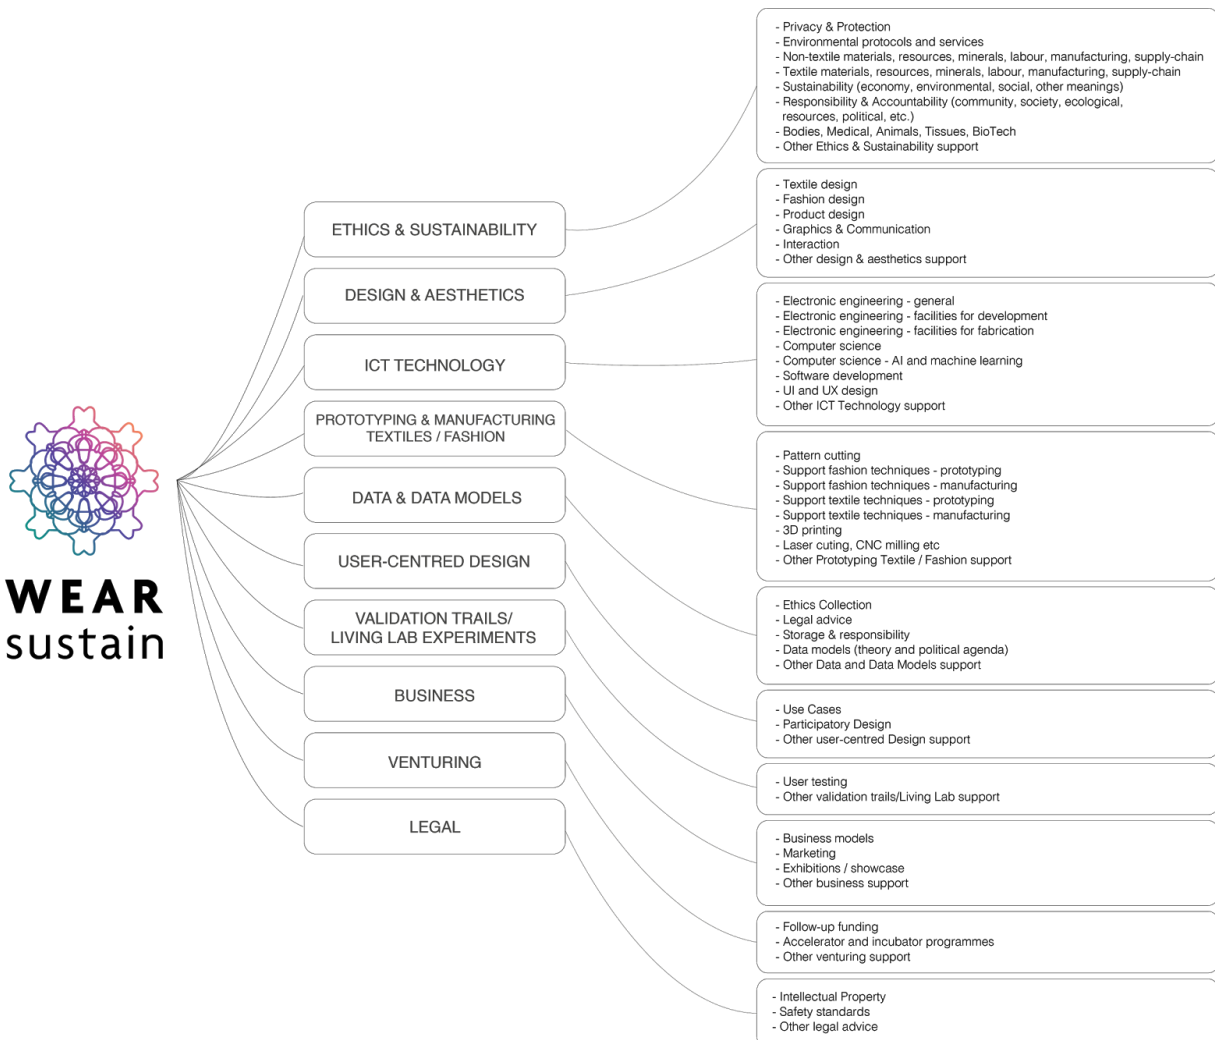 WEAR
sustain
ETHICS & SUSTAINABILITY
DESIGN & AESTHETICS
ICT TECHNOLOGY
PROTOTYPING & MANUFACTURING
TEXTILES / FASHION
DATA & DATA MODELS
USER-CENTRED DESIGN
VALIDATION TRAILS/
LIVING LAB EXPERIMENTS
BUSINESS
VENTURING
LEGAL
- Privacy & Protection
- Environmental protocols and services
- Non-textile materials, resources, minerals, labour, manufacturing, supply-chain
- Textile materials, resources, minerals, labour, manufacturing, supply-chain
- Sustainability (economy, environmental, social, other meanings)
- Responsibility & Accountability (community, society, ecological,
resources, political, etc.)
- Bodies, Medical, Animals, Tissues, BioTech
- Other Ethics & Sustainability support
- Textile design
- Fashion design
- Product design
- Graphics & Communication
- Interaction
- Other design & aesthetics support
- Electronic engineering - general
- Electronic engineering - facilities for development
- Electronic engineering - facilities for fabrication
- Computer science
- Computer science - AI and machine learning
- Software development
- UI and UX design
- Other ICT Technology support
- Pattern cutting
- Support fashion techniques - prototyping
- Support fashion techniques - manufacturing
- Support textile techniques - prototyping
- Support textile techniques - manufacturing
- 3D printing
- Laser cuting, CNC milling etc
- Other Prototyping Textile / Fashion support
- Ethics Collection
- Legal advice
- Storage & responsibility
- Data models (theory and political agenda)
- Other Data and Data Models support
- Use Cases
- Participatory Design
- Other user-centred Design support
- User testing
- Other validation trails/Living Lab support
- Business models
- Marketing
- Exhibitions / showcase
- Other business support
- Follow-up funding
- Accelerator and incubator programmes
- Other venturing support
- Intellectual Property
- Safety standards
- Other legal advice